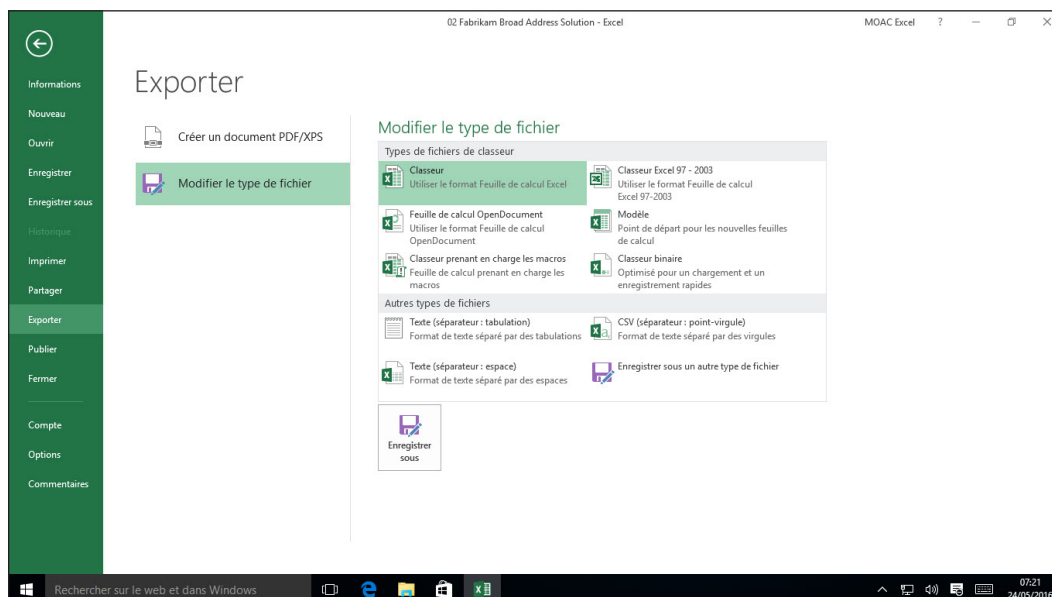 02 Fabrikam Broad Address Solution - Excel
MOAC Excel
?
Informations
Nouveau
Ouvrir
Enregistrer
Enregistrer sous
Historique
Imprimer
Partager
Exporter
Publier
Fermer
Compte
Options
Commentaires
Exporter
Créer un document PDF/XPS
Modifier le type de fichier
Modifier le type de fichier
Types de fichiers de classeur
Classeur
Utiliser le format Feuille de calcul Excel
Classeur Excel 97 - 2003
Utiliser le format Feuille de calcul
Excel 97-2003
Feuille de calcul OpenDocument
Utiliser le format Feuille de calcul
OpenDocument
Modèle
Point de départ pour les nouvelles feuilles
de calcul
Classeur prenant en charge les macros
Feuille de calcul prenant en charge les
macros
Classeur binaire
Optimisé pour un chargement et un
enregistrement rapides
Autres types de fichiers
Texte (séparateur : tabulation)
Format de texte séparé par des tabulations
CSV (séparateur : point-virgule)
Format de texte séparé par des virgules
Texte (séparateur : espace)
Format de texte séparé par des espaces
Enregistrer sous un autre type de fichier
Enregistrer
sous
Rechercher sur le web et dans Windows
07:21
24/05/2016